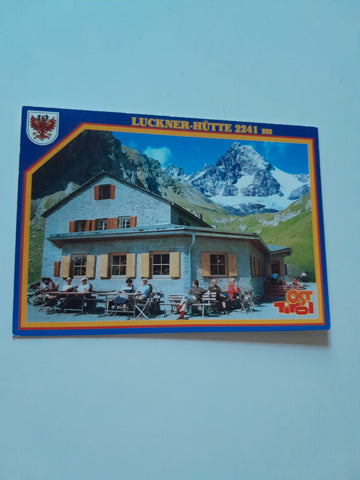 LUCKNER-HÜTTE 2241 m
OST
TIROL